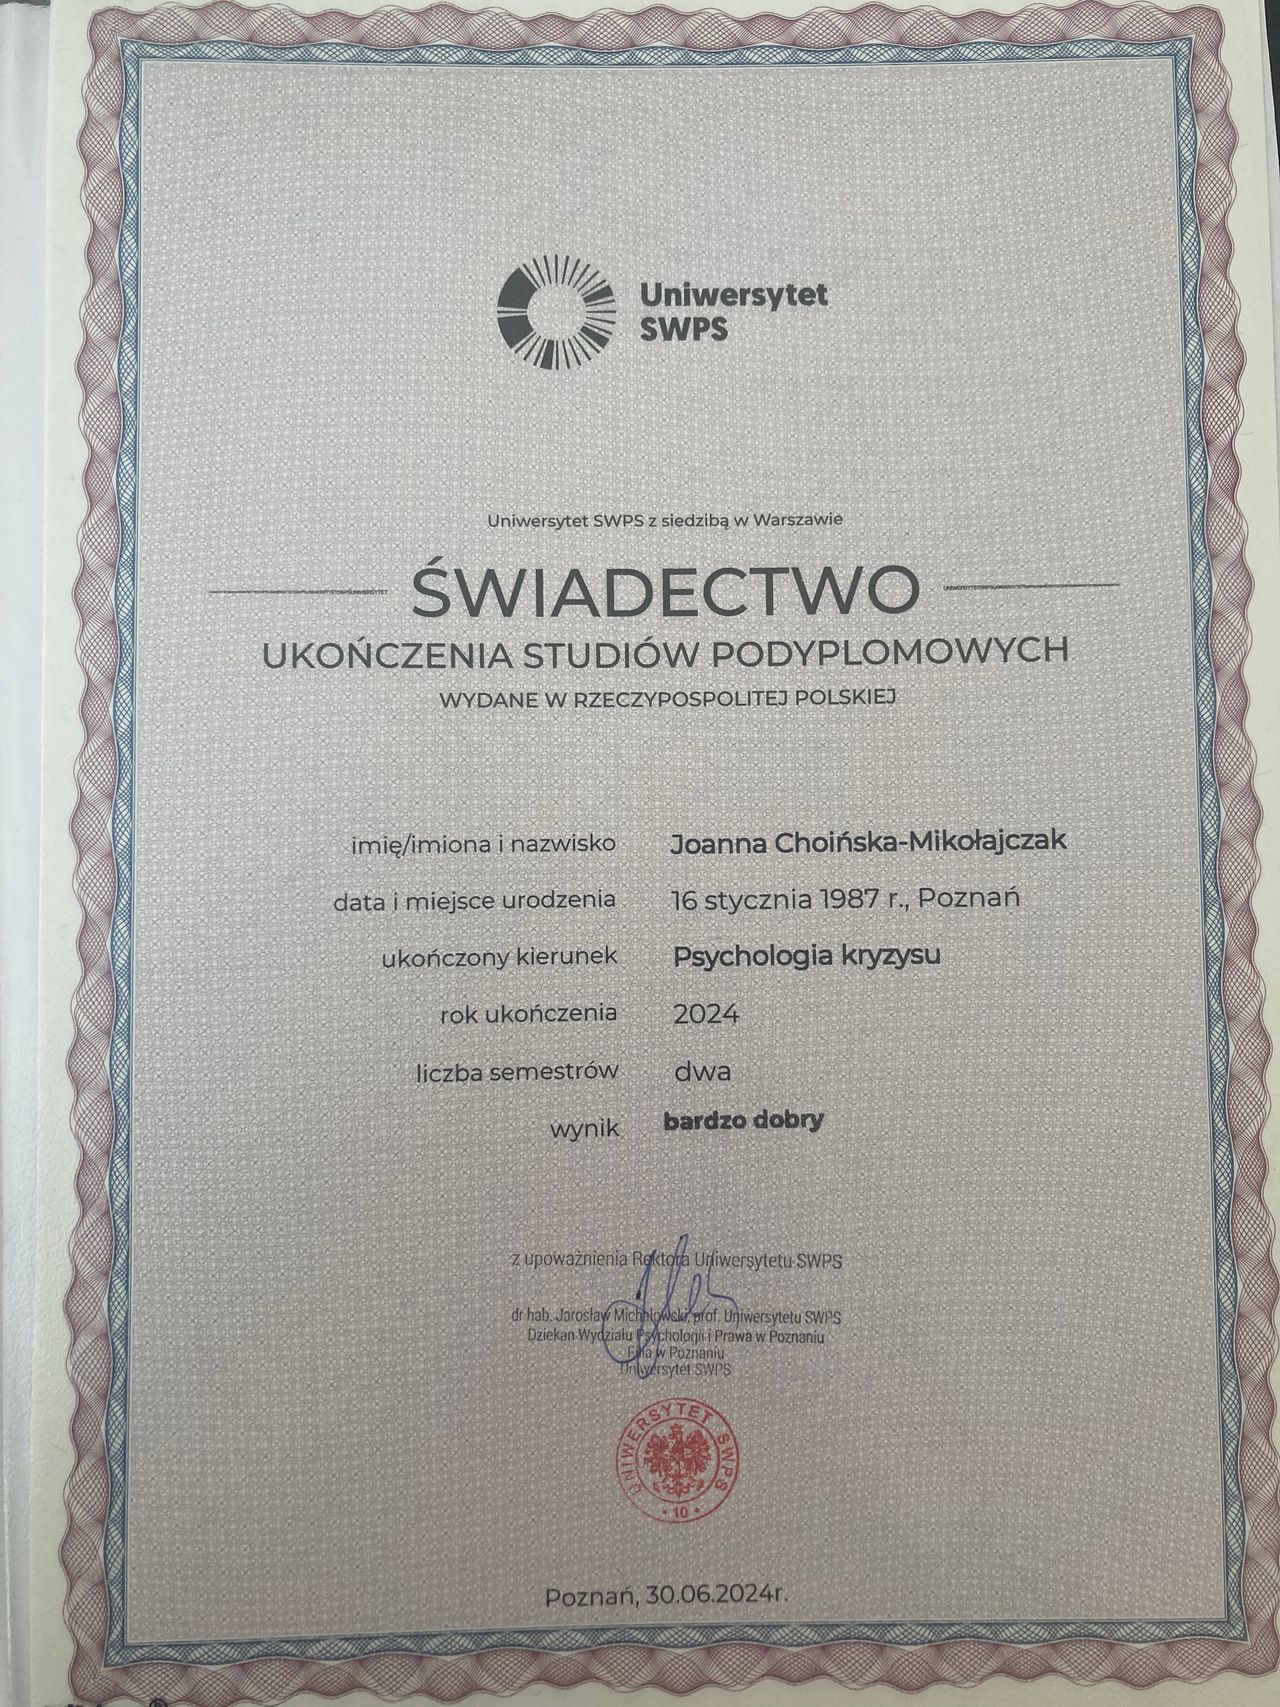 Uniwersytet
SWPS
Uniwersytet SWPS z siedzibą w Warszawie
ŚWIADECTWO
UKOŃCZENIA STUDIÓW PODYPLOMOWYCH
WYDANE W RZECZYPOSPOLITEJ POLSKIEJ
imię/imiona i nazwisko Joanna Choińska-Mikołajczak
data i miejsce urodzenia 16 stycznia 1987 r., Poznań
ukończony kierunek Psychologia kryzysu
rok ukończenia 2024
liczba semestrów dwa
wynik bardzo dobry
z upoważnienia Rektora Uniwersytetu SWPS
dr hab. Jarosław Michałowski, prof. Uniwersytetu SWPS
Dziekan Wydziału Psychologii i Prawa w Poznaniu
Filia w Poznaniu
Uniwersytet SWPS
UNIWERSYTET SWPS
10
Poznań, 30.06.2024r.